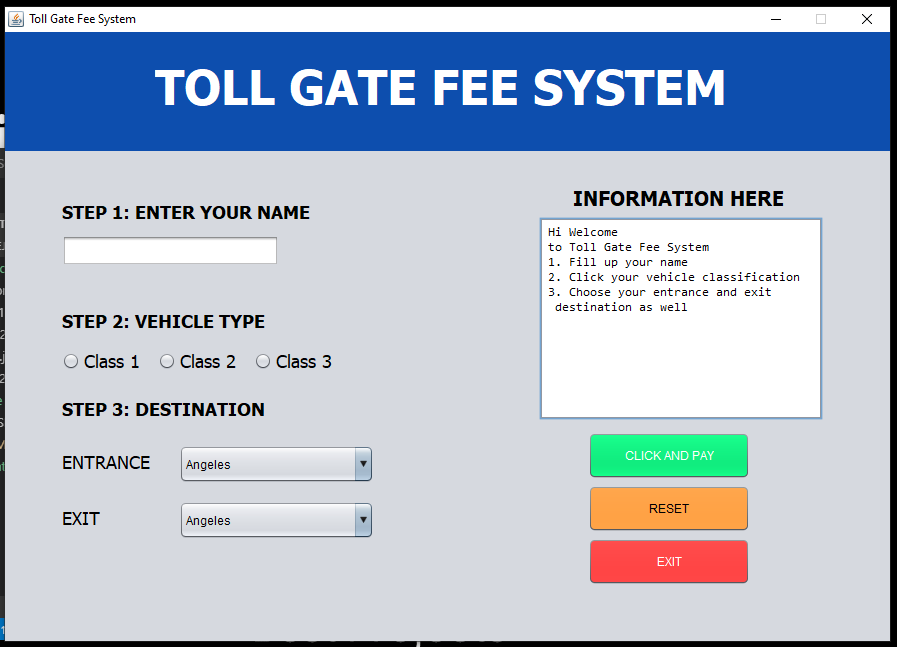 Toll Gate Fee System
TOLL GATE FEE SYSTEM
STEP 1: ENTER YOUR NAME
STEP 2: VEHICLE TYPE
Class 1 Class 2 Class 3
STEP 3: DESTINATION
ENTRANCE Angeles
EXIT Angeles
INFORMATION HERE
Hi Welcome
to Toll Gate Fee System
1. Fill up your name
2. Click your vehicle classification
3. Choose your entrance and exit
destination as well
CLICK AND PAY
RESET
EXIT